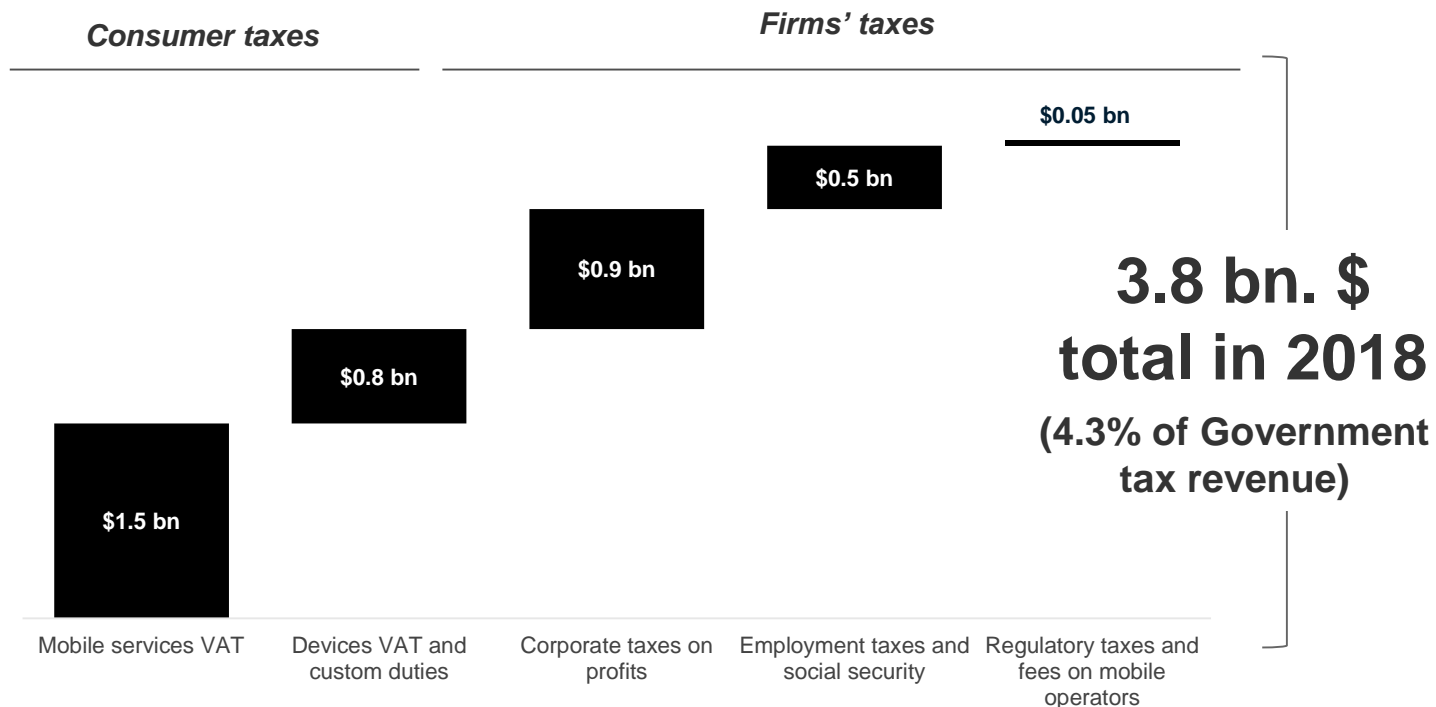 Consumer taxes
Firms’ taxes
$0.05 bn
$0.5 bn
$0.9 bn
$0.8 bn
$1.5 bn
3.8 bn. $
total in 2018
(4.3% of Government
tax revenue)
Mobile services VAT
Devices VAT and
custom duties
Corporate taxes on
profits
Employment taxes and
social security
Regulatory taxes and
fees on mobile
operators